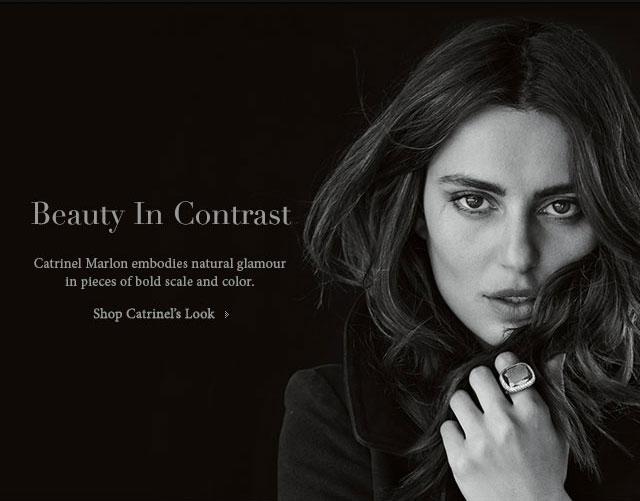 Beauty In Contrast
Catrinel Marlon embodies natural glamour
in pieces of bold scale and color.
Shop Catrinel's Look